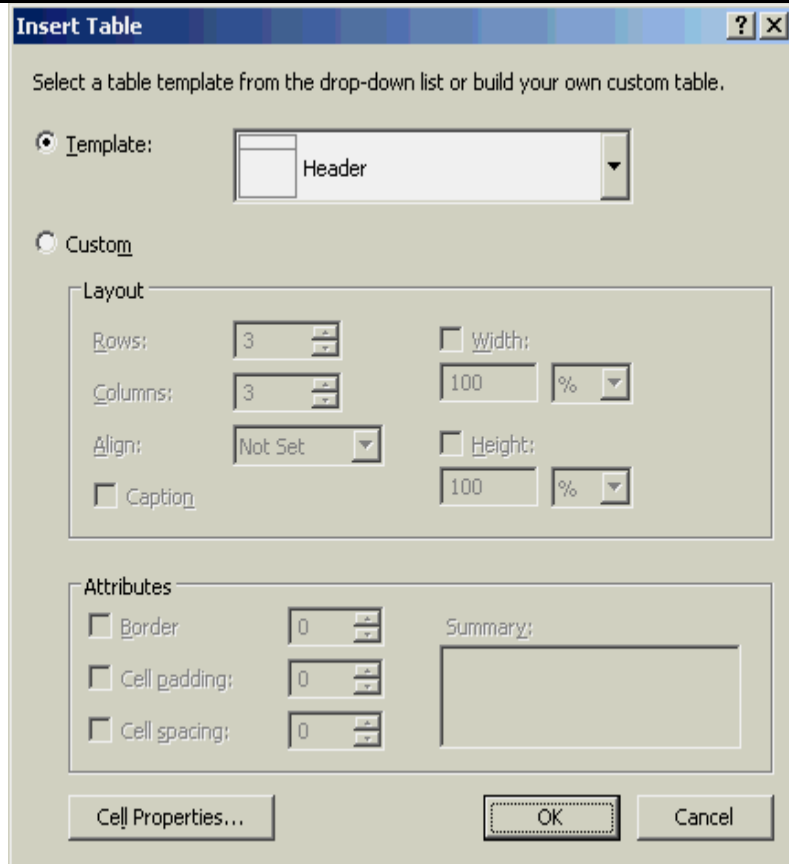 Insert Table
Select a table template from the drop-down list or build your own custom table.
Template: Header
Custom
Layout
Rows: 3 Width:
Columns: 3 100 %
Align: Not Set Height:
Caption 100 %
Attributes
Border 0 Summary:
Cell padding: 0
Cell spacing: 0
Cell Properties... OK Cancel